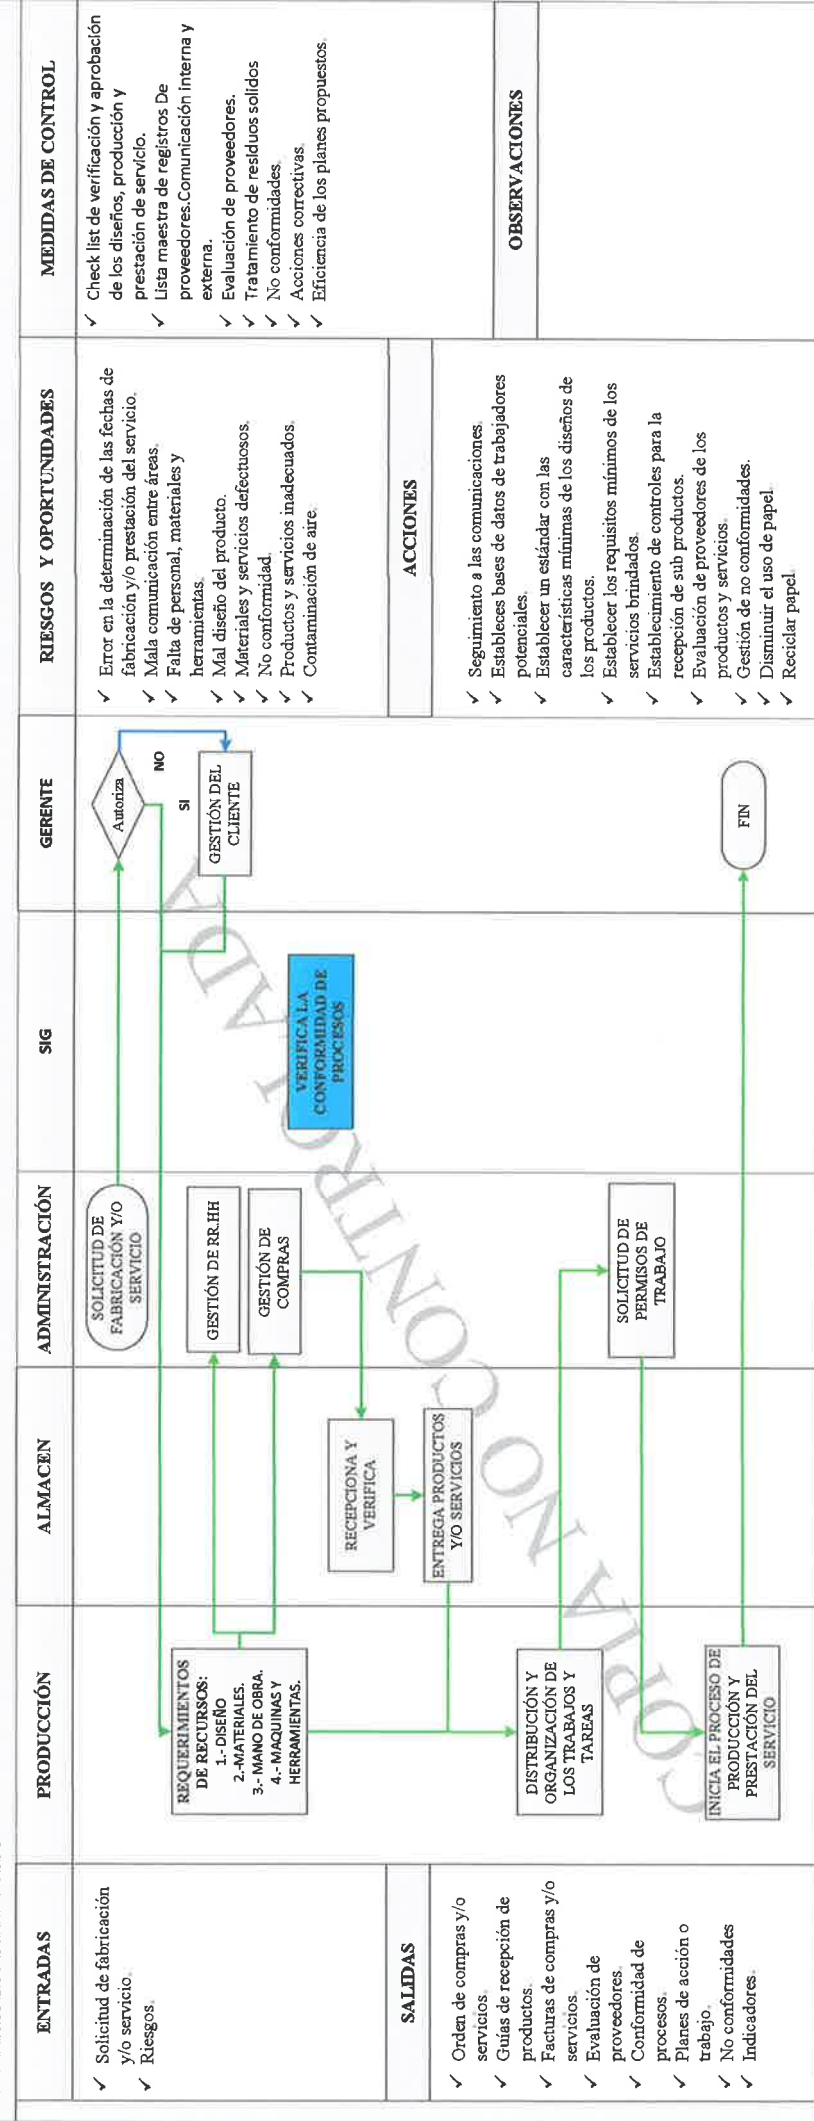 ENTRADAS
✓ Solicitud de fabricación
y/o servicio.
✓ Riesgos.
SALIDAS
✓ Orden de compras y/o
servicios.
✓ Guías de recepción de
productos.
✓ Facturas de compras y/o
servicios.
✓ Evaluación de
proveedores.
✓ Conformidad de
procesos.
✓ Planes de acción o
trabajo.
✓ No conformidades
✓ Indicadores.
PRODUCCIÓN
REQUERIMIENTOS
DE RECURSOS:
1.- DISEÑO
2.-MATERIALES.
3.- MANO DE OBRA.
4.- MAQUINAS Y
HERRAMIENTAS.
DISTRIBUCIÓN Y
ORGANIZACIÓN DE
LOS TRABAJOS Y
TAREAS
INICIA EL PROCESO DE
PRODUCCIÓN Y
PRESTACIÓN DEL
SERVICIO
ALMACEN
RECEPCIONA Y
VERIFICA
ENTREGA PRODUCTOS
Y/O SERVICIOS
ADMINISTRACIÓN
SOLICITUD DE
FABRICACIÓN Y/O
SERVICIO
GESTIÓN DE RR.HH
GESTIÓN DE
COMPRAS
SOLICITUD DE
PERMISOS DE
TRABAJO
SIG
VERIFICA LA
CONFORMIDAD DE
PROCESOS
GERENTE
Autoriza
NO
SI
GESTIÓN DEL
CLIENTE
FIN
RIESGOS Y OPORTUNIDADES
✓ Error en la determinación de las fechas de
fabricación y/o prestación del servicio.
✓ Mala comunicación entre áreas.
✓ Falta de personal, materiales y
herramientas.
✓ Mal diseño del producto.
✓ Materiales y servicios defectuosos.
✓ No conformidad.
✓ Productos y servicios inadecuados.
✓ Contaminación de aire.
ACCIONES
✓ Seguimiento a las comunicaciones.
✓ Estableces bases de datos de trabajadores
potenciales.
✓ Establecer un estándar con las
características mínimas de los diseños de
los productos.
✓ Establecer los requisitos mínimos de los
servicios brindados.
✓ Establecimiento de controles para la
recepción de sub productos.
✓ Evaluación de proveedores de los
productos y servicios.
✓ Gestión de no conformidades.
✓ Disminuir el uso de papel.
✓ Reciclar papel.
MEDIDAS DE CONTROL
✓ Check list de verificación y aprobación
de los diseños, producción y
prestación de servicio.
✓ Lista maestra de registros De
proveedores.Comunicación interna y
externa.
✓ Evaluación de proveedores.
✓ Tratamiento de residuos solidos
✓ No conformidades.
✓ Acciones correctivas.
✓ Eficiencia de los planes propuestos.
OBSERVACIONES
COPIA NO CONTROLADA